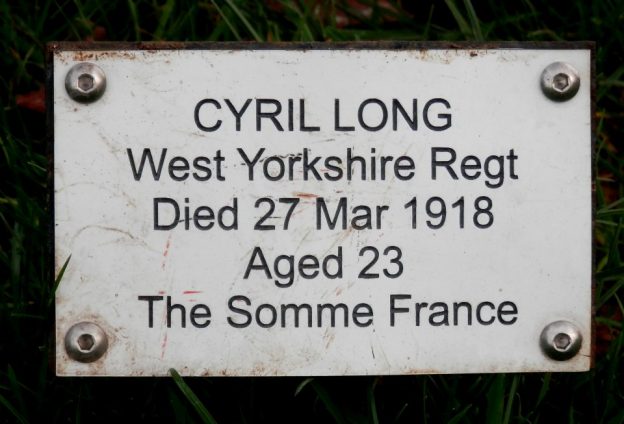 CYRIL LONG
West Yorkshire Regt
Died 27 Mar 1918
Aged 23
The Somme France